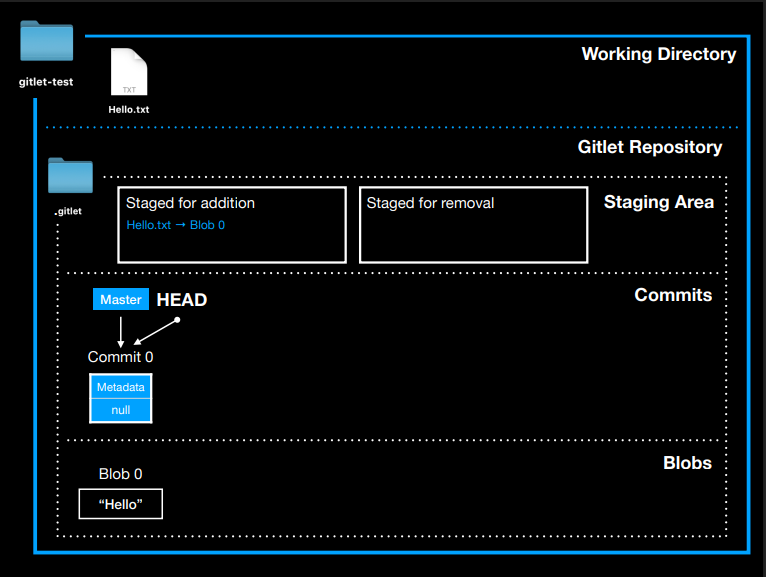 Working Directory
gitlet-test
TXT
Hello.txt
Gitlet Repository
.gitlet
Staging Area
Staged for addition
Hello.txt → Blob 0
Staged for removal
Commits
Master
HEAD
Commit 0
Metadata
null
Blobs
Blob 0
“Hello”